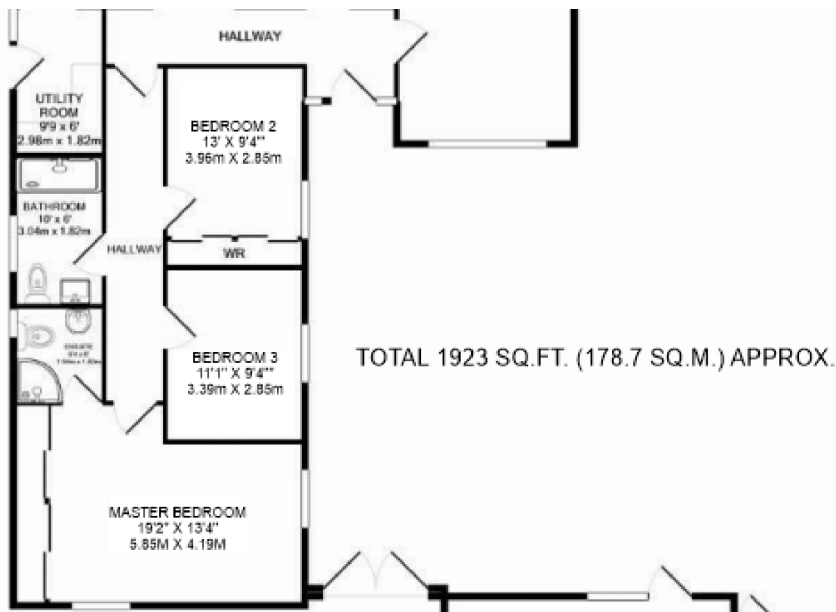 HALLWAY
UTILITY
ROOM
9'9 x 6'
2.98m x 1.82m
BEDROOM 2
13' X 9'4"'
3.96m X 2.85m
BATHROOM
10' x 6'
3.04m x 1.82m
HALLWAY
WR
ENSUITE
BEDROOM 3
11'1" X 9'4"'
3.39m X 2.85m
TOTAL 1923 SQ.FT. (178.7 SQ.M.) APPROX.
MASTER BEDROOM
19'2" X 13'4"
5.85M X 4.19M